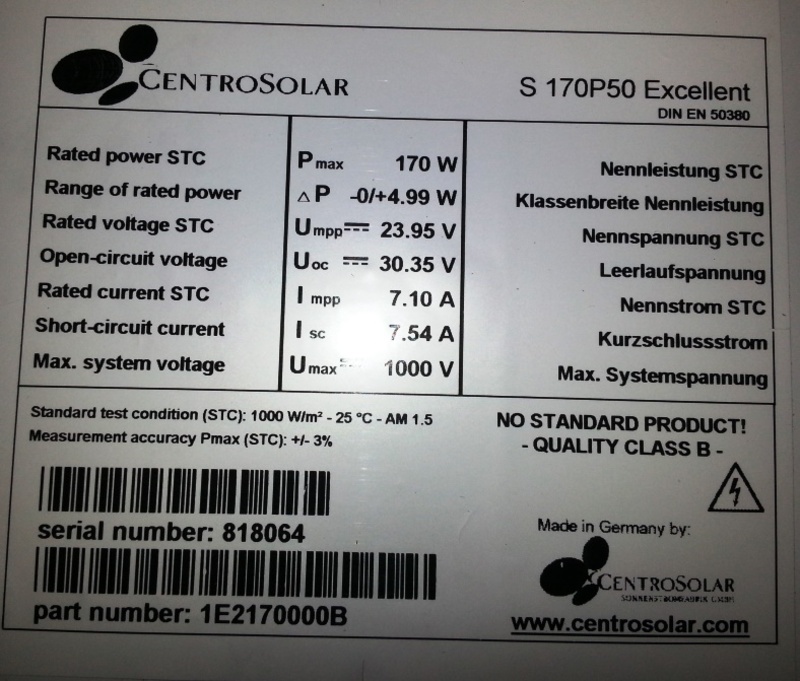 CENTROSOLAR
S 170P50 Excellent
DIN EN 50380
Rated power STC Pmax 170 W Nennleistung STC
Range of rated power △P -0/+4.99 W Klassenbreite Nennleistung
Rated voltage STC Umpp⎓ 23.95 V Nennspannung STC
Open-circuit voltage Uoc ⎓ 30.35 V Leerlaufspannung
Rated current STC I mpp 7.10 A Nennstrom STC
Short-circuit current I sc 7.54 A Kurzschlussstrom
Max. system voltage Umax⎓ 1000 V Max. Systemspannung
Standard test condition (STC): 1000 W/m² - 25 °C - AM 1.5
Measurement accuracy Pmax (STC): +/- 3%
NO STANDARD PRODUCT!
- QUALITY CLASS B -
serial number: 818064
part number: 1E2170000B
Made in Germany by:
CENTROSOLAR
www.centrosolar.com